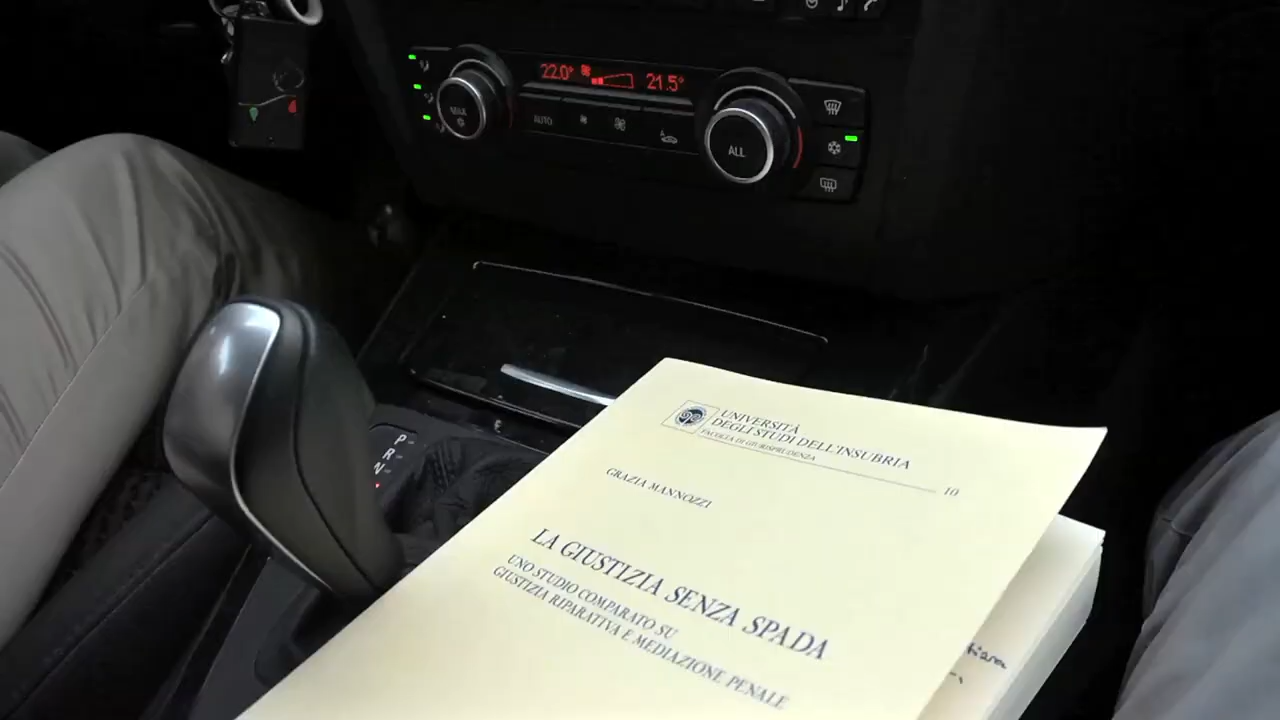 22.0° 21.5°
MAX
AUTO
ALL
P
R
N
UNIVERSITÀ
DEGLI STUDI DELL'INSUBRIA
FACOLTÀ DI GIURISPRUDENZA
10
GRAZIA MANNOZZI
LA GIUSTIZIA SENZA SPADA
UNO STUDIO COMPARATO SU
GIUSTIZIA RIPARATIVA E MEDIAZIONE PENALE